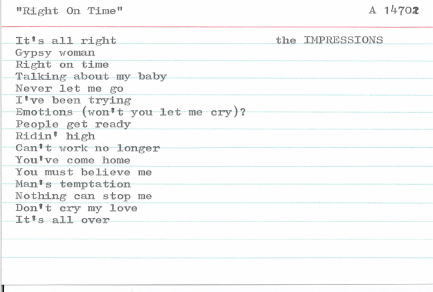 "Right On Time" A 14702
It's all right the IMPRESSIONS
Gypsy woman
Right on time
Talking about my baby
Never let me go
I've been trying
Emotions (won't you let me cry)?
People get ready
Ridin' high
Can't work no longer
You've come home
You must believe me
Man's temptation
Nothing can stop me
Don't cry my love
It's all over